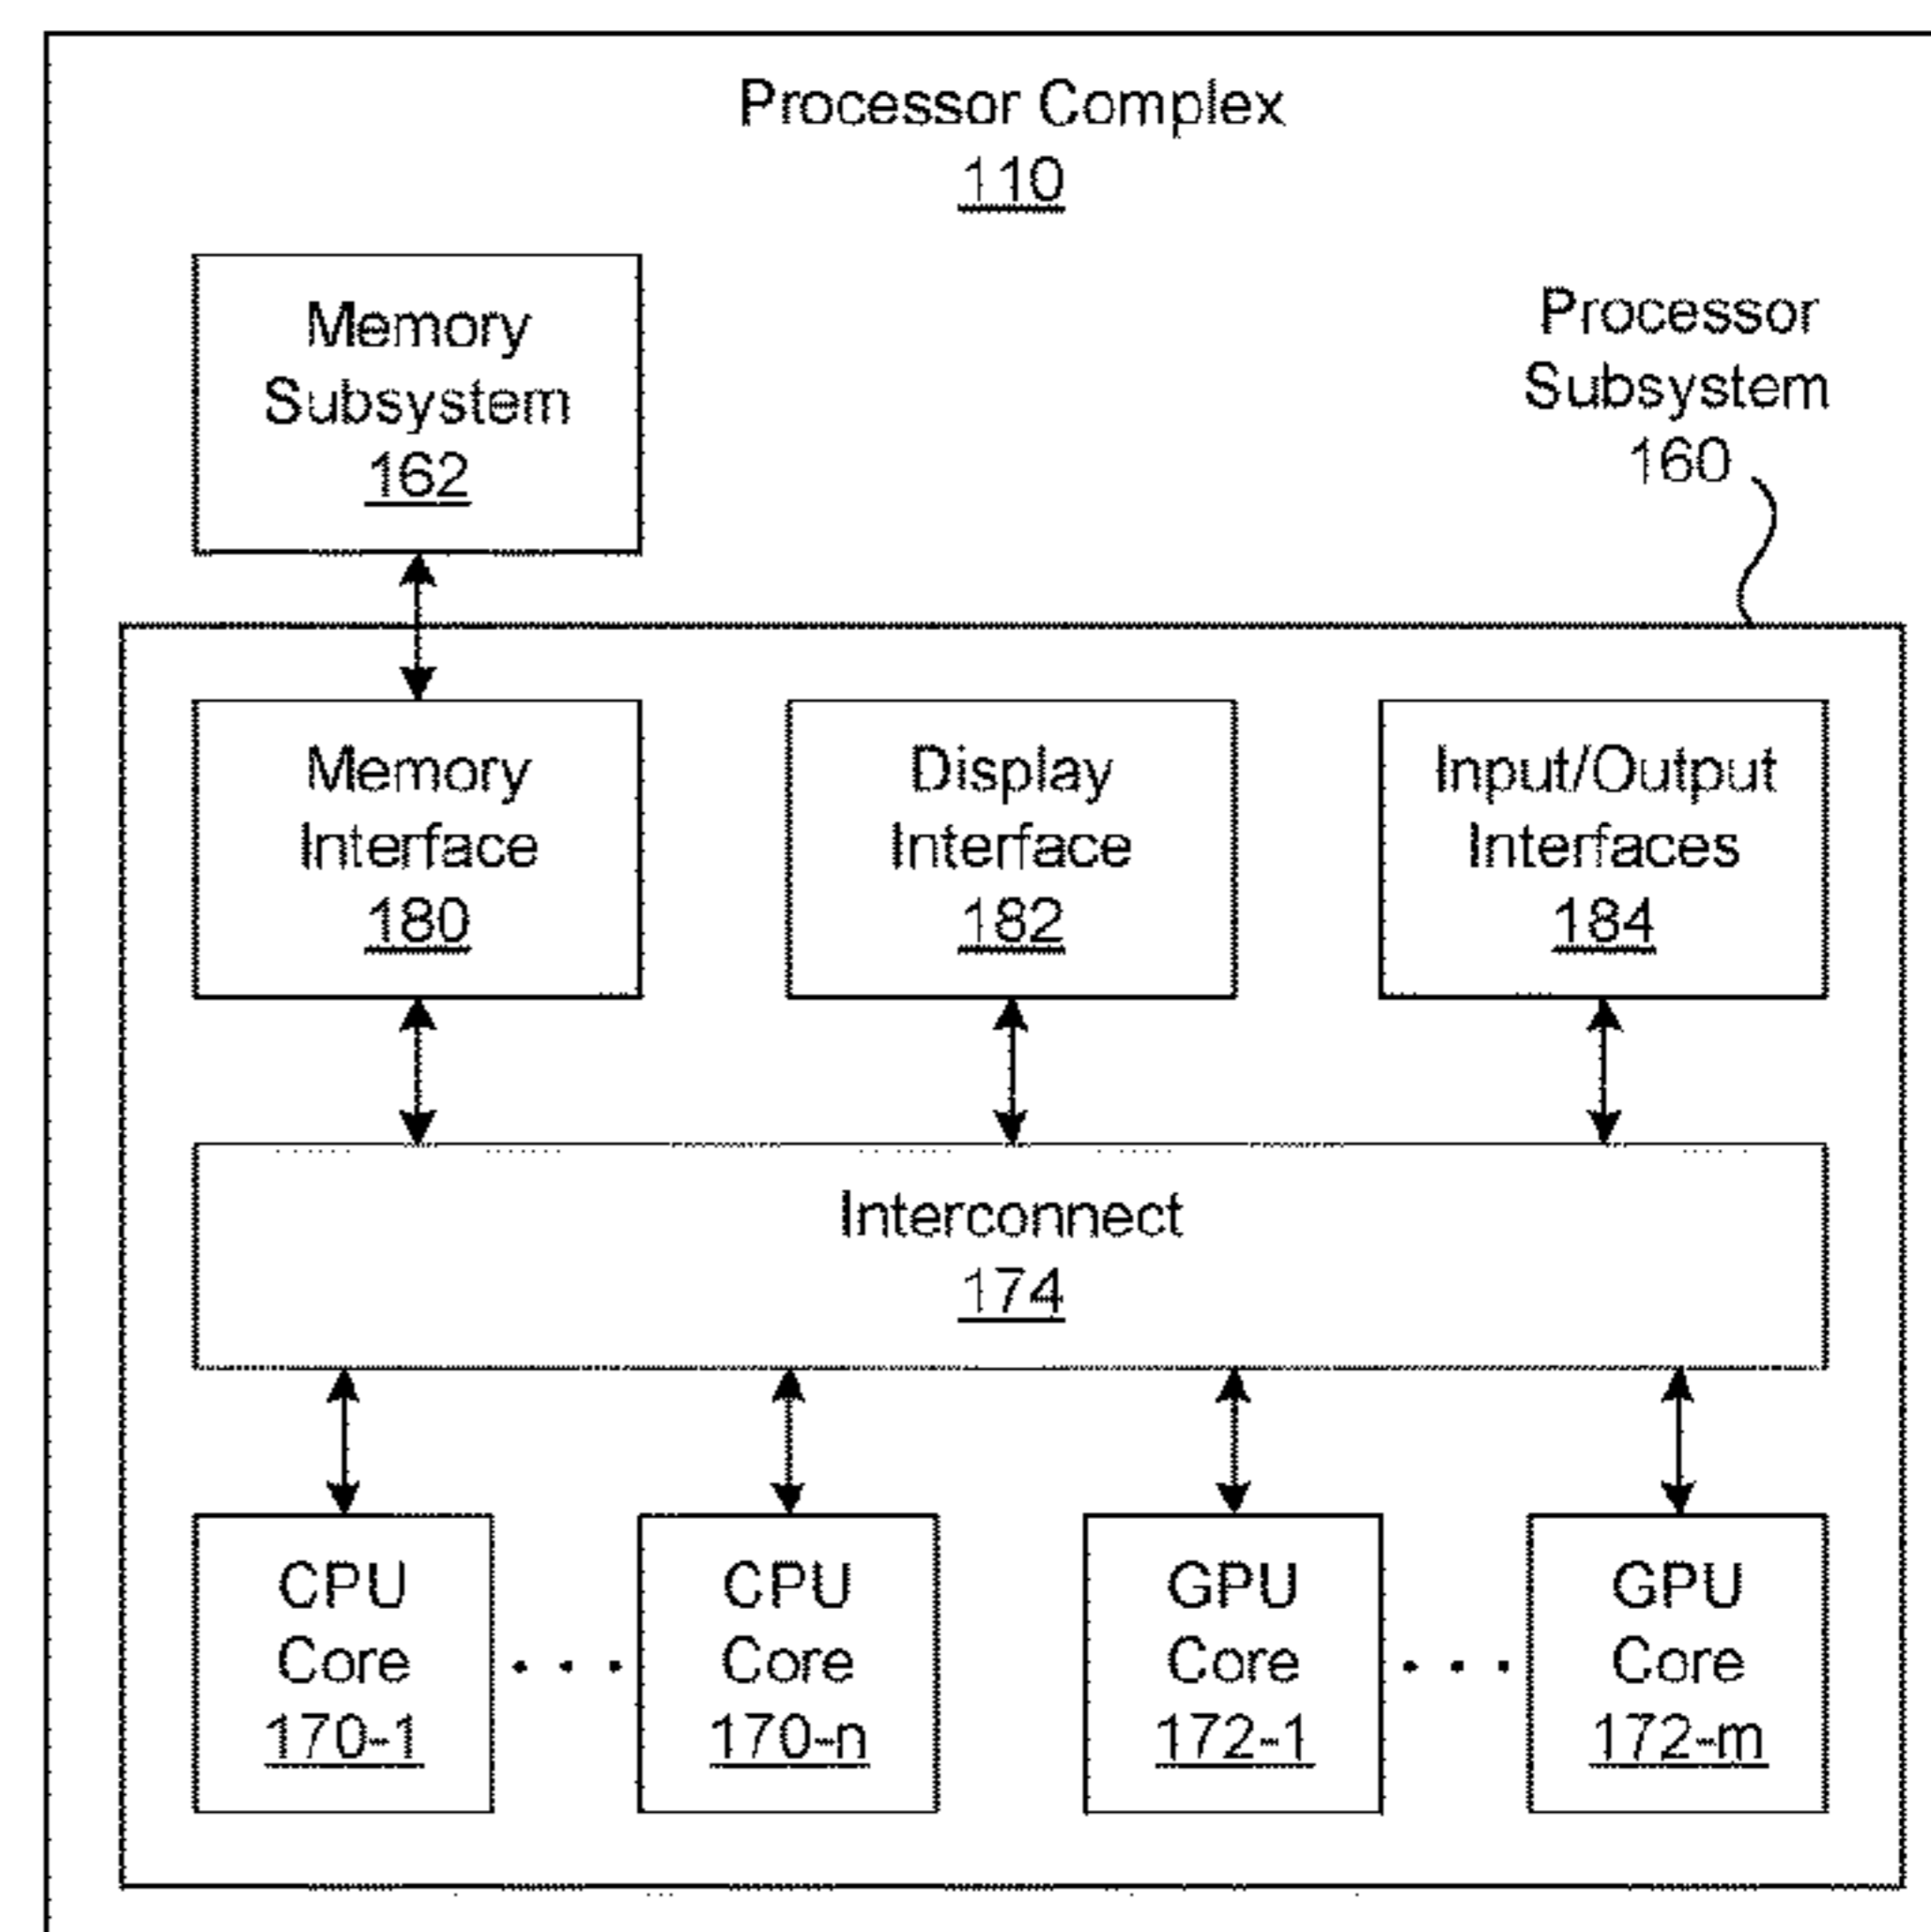 Processor Complex
110
Memory
Subsystem
162
Processor
Subsystem
160
Memory
Interface
180
Display
Interface
182
Input/Output
Interfaces
184
Interconnect
174
CPU
Core
170-1
. . .
CPU
Core
170-n
GPU
Core
172-1
. . .
GPU
Core
172-m